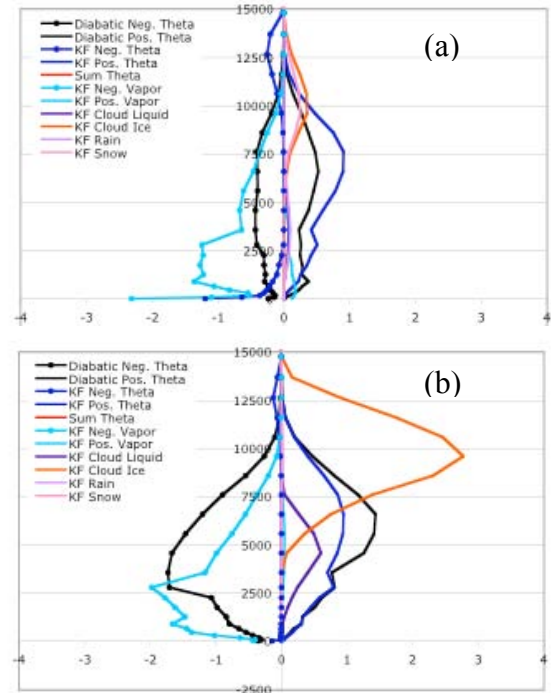 15000
12500
10000
7500
5000
2500
0
-4 -3 -2 -1 0 1 2 3 4
Diabatic Neg. Theta
Diabatic Pos. Theta
KF Neg. Theta
KF Pos. Theta
Sum Theta
KF Neg. Vapor
KF Pos. Vapor
KF Cloud Liquid
KF Cloud Ice
KF Rain
KF Snow
(a)
15000
12500
10000
7500
5000
2500
0
-2500
-4 -3 -2 -1 0 1 2 3 4
Diabatic Neg. Theta
Diabatic Pos. Theta
KF Neg. Theta
KF Pos. Theta
Sum Theta
KF Neg. Vapor
KF Pos. Vapor
KF Cloud Liquid
KF Cloud Ice
KF Rain
KF Snow
(b)